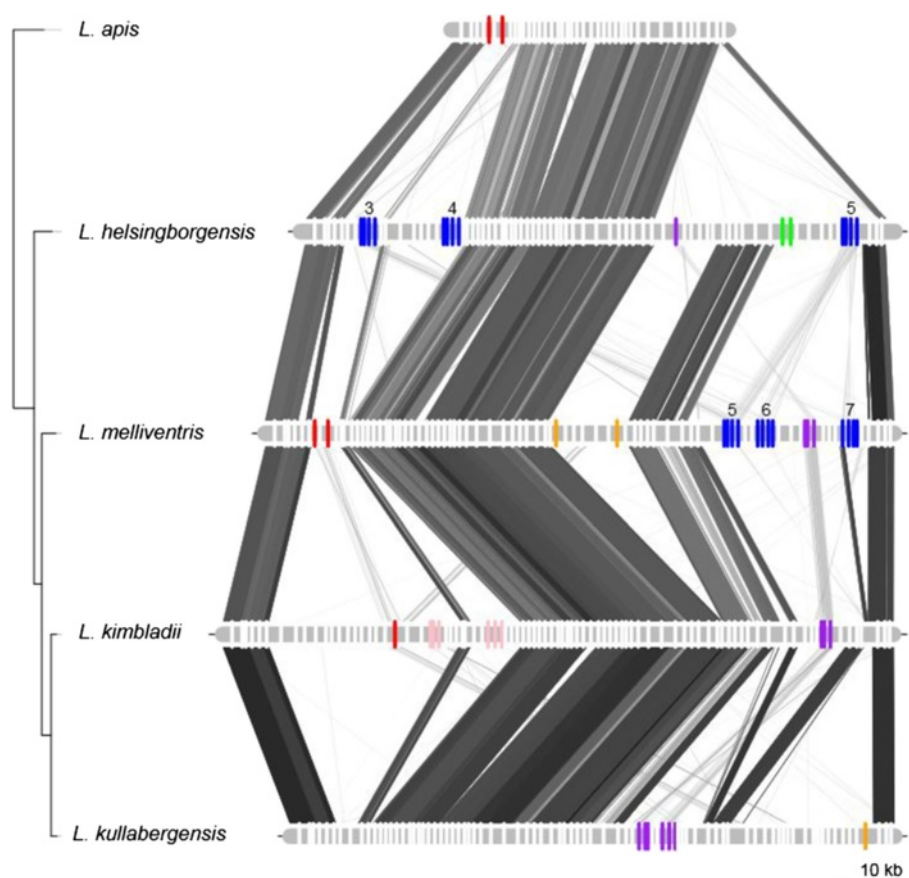 L. apis
3 4 5
L. helsingborgensis
5 6 7
L. melliventris
L. kimbladii
L. kullabergensis
10 kb